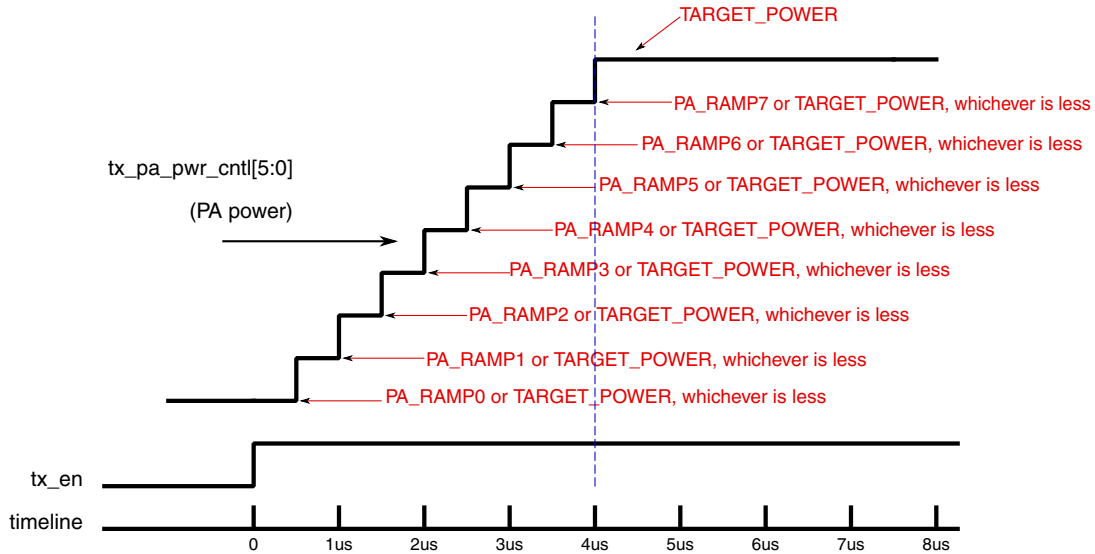 TARGET_POWER
PA_RAMP7 or TARGET_POWER, whichever is less
PA_RAMP6 or TARGET_POWER, whichever is less
tx_pa_pwr_cntl[5:0]
PA_RAMP5 or TARGET_POWER, whichever is less
(PA power)
PA_RAMP4 or TARGET_POWER, whichever is less
PA_RAMP3 or TARGET_POWER, whichever is less
PA_RAMP2 or TARGET_POWER, whichever is less
PA_RAMP1 or TARGET_POWER, whichever is less
PA_RAMP0 or TARGET_POWER, whichever is less
tx_en
timeline
0 1us 2us 3us 4us 5us 6us 7us 8us